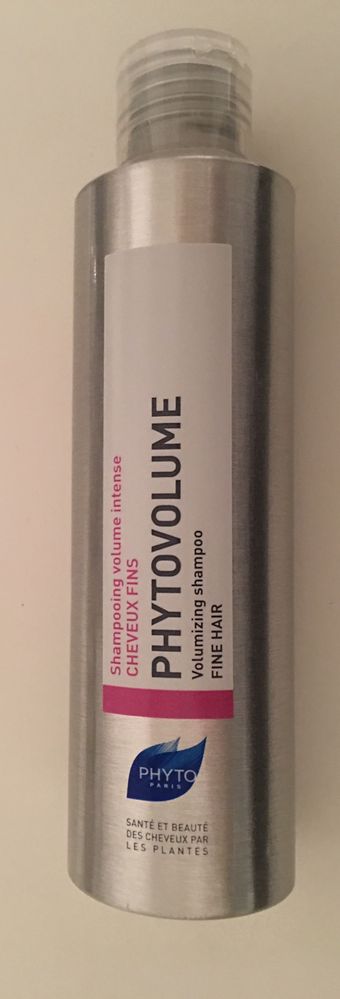 Shampooing volume intense
CHEVEUX FINS
PHYTOVOLUME
Volumizing shampoo
FINE HAIR
PHYTO
PARIS
SANTÉ ET BEAUTÉ
DES CHEVEUX PAR
LES PLANTES